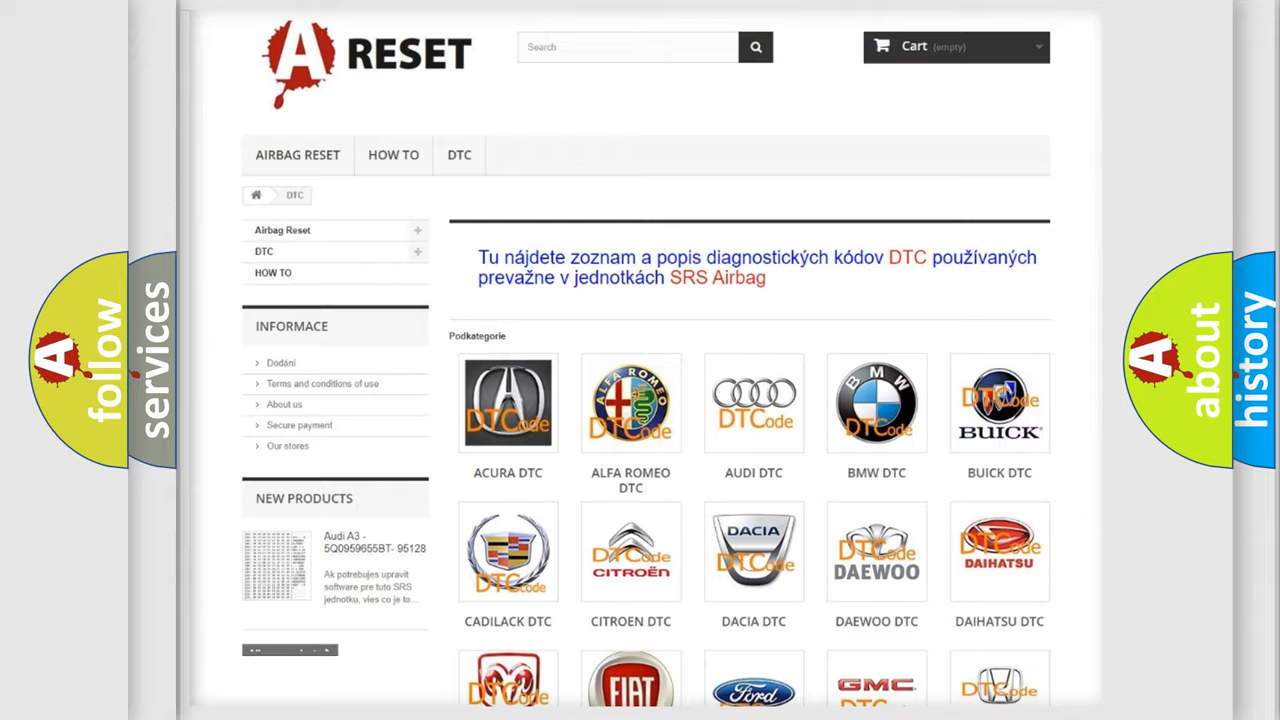 A RESET
Search
Cart (empty)
AIRBAG RESET
HOW TO
DTC
DTC
Airbag Reset
DTC
HOW TO
INFORMACE
Dodání
Terms and conditions of use
About us
Secure payment
Our stores
NEW PRODUCTS
Audi A3 -
5Q0959655BT- 95128
Ak potrebujes upravit
software pre tuto SRS
jednotku, vies co je to...
Tu nájdete zoznam a popis diagnostických kódov DTC používaných
prevažne v jednotkách SRS Airbag
Podkategorie
DTCode
ALFA ROMEO
DTCode
DTCode
BMW
DTCode
DTCode
BUICK
ACURA DTC
ALFA ROMEO
DTC
AUDI DTC
BMW DTC
BUICK DTC
DTCode
DTCode
CITROËN
DACIA
DTCode
DTCode
DAEWOO
DTCode
DAIHATSU
CADILACK DTC
CITROEN DTC
DACIA DTC
DAEWOO DTC
DAIHATSU DTC
DTCode
FIAT
Ford
GMC
DTCode
A follow
services
A about
history